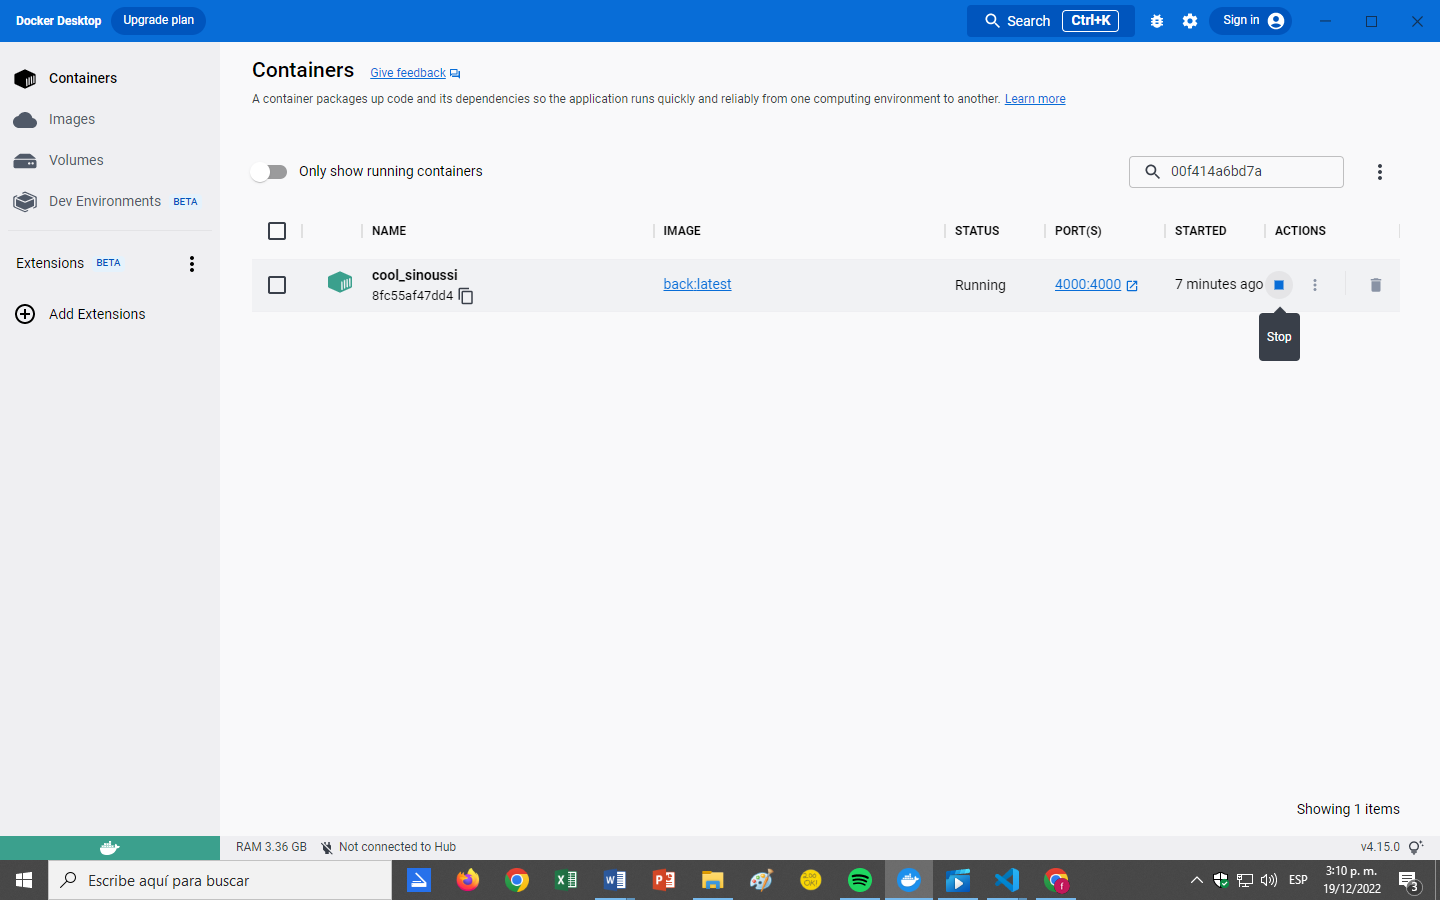 Docker Desktop Upgrade plan Search Ctrl+K Sign in
Containers
Images
Volumes
Dev Environments BETA
Extensions BETA
Add Extensions
Containers Give feedback
A container packages up code and its dependencies so the application runs quickly and reliably from one computing environment to another. Learn more
Only show running containers 00f414a6bd7a
NAME IMAGE STATUS PORT(S) STARTED ACTIONS
cool_sinoussi
8fc55af47dd4 back:latest Running 4000:4000 7 minutes ago
Stop
Showing 1 items
RAM 3.36 GB Not connected to Hub v4.15.0
Escribe aquí para buscar ESP 3:10 p. m.
19/12/2022 3